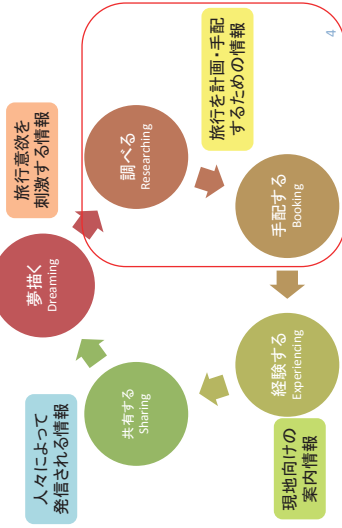 旅行意欲を
刺激する情報
夢描く
Dreaming
調べる
Researching
旅行を計画・手配
するための情報
手配する
Booking
経験する
Experiencing
現地向けの
案内情報
共有する
Sharing
人々によって
発信される情報
4